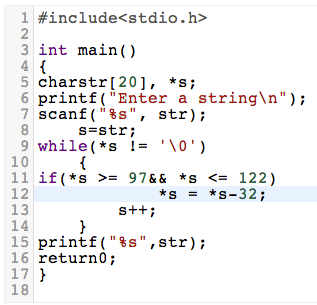 1 #include<stdio.h>
2
3 int main()
4 {
5 charstr[20], *s;
6 printf("Enter a string\n");
7 scanf("%s", str);
8 s=str;
9 while(*s != '\0')
10 {
11 if(*s >= 97&& *s <= 122)
12 *s = *s-32;
13 s++;
14 }
15 printf("%s",str);
16 return0;
17 }
18